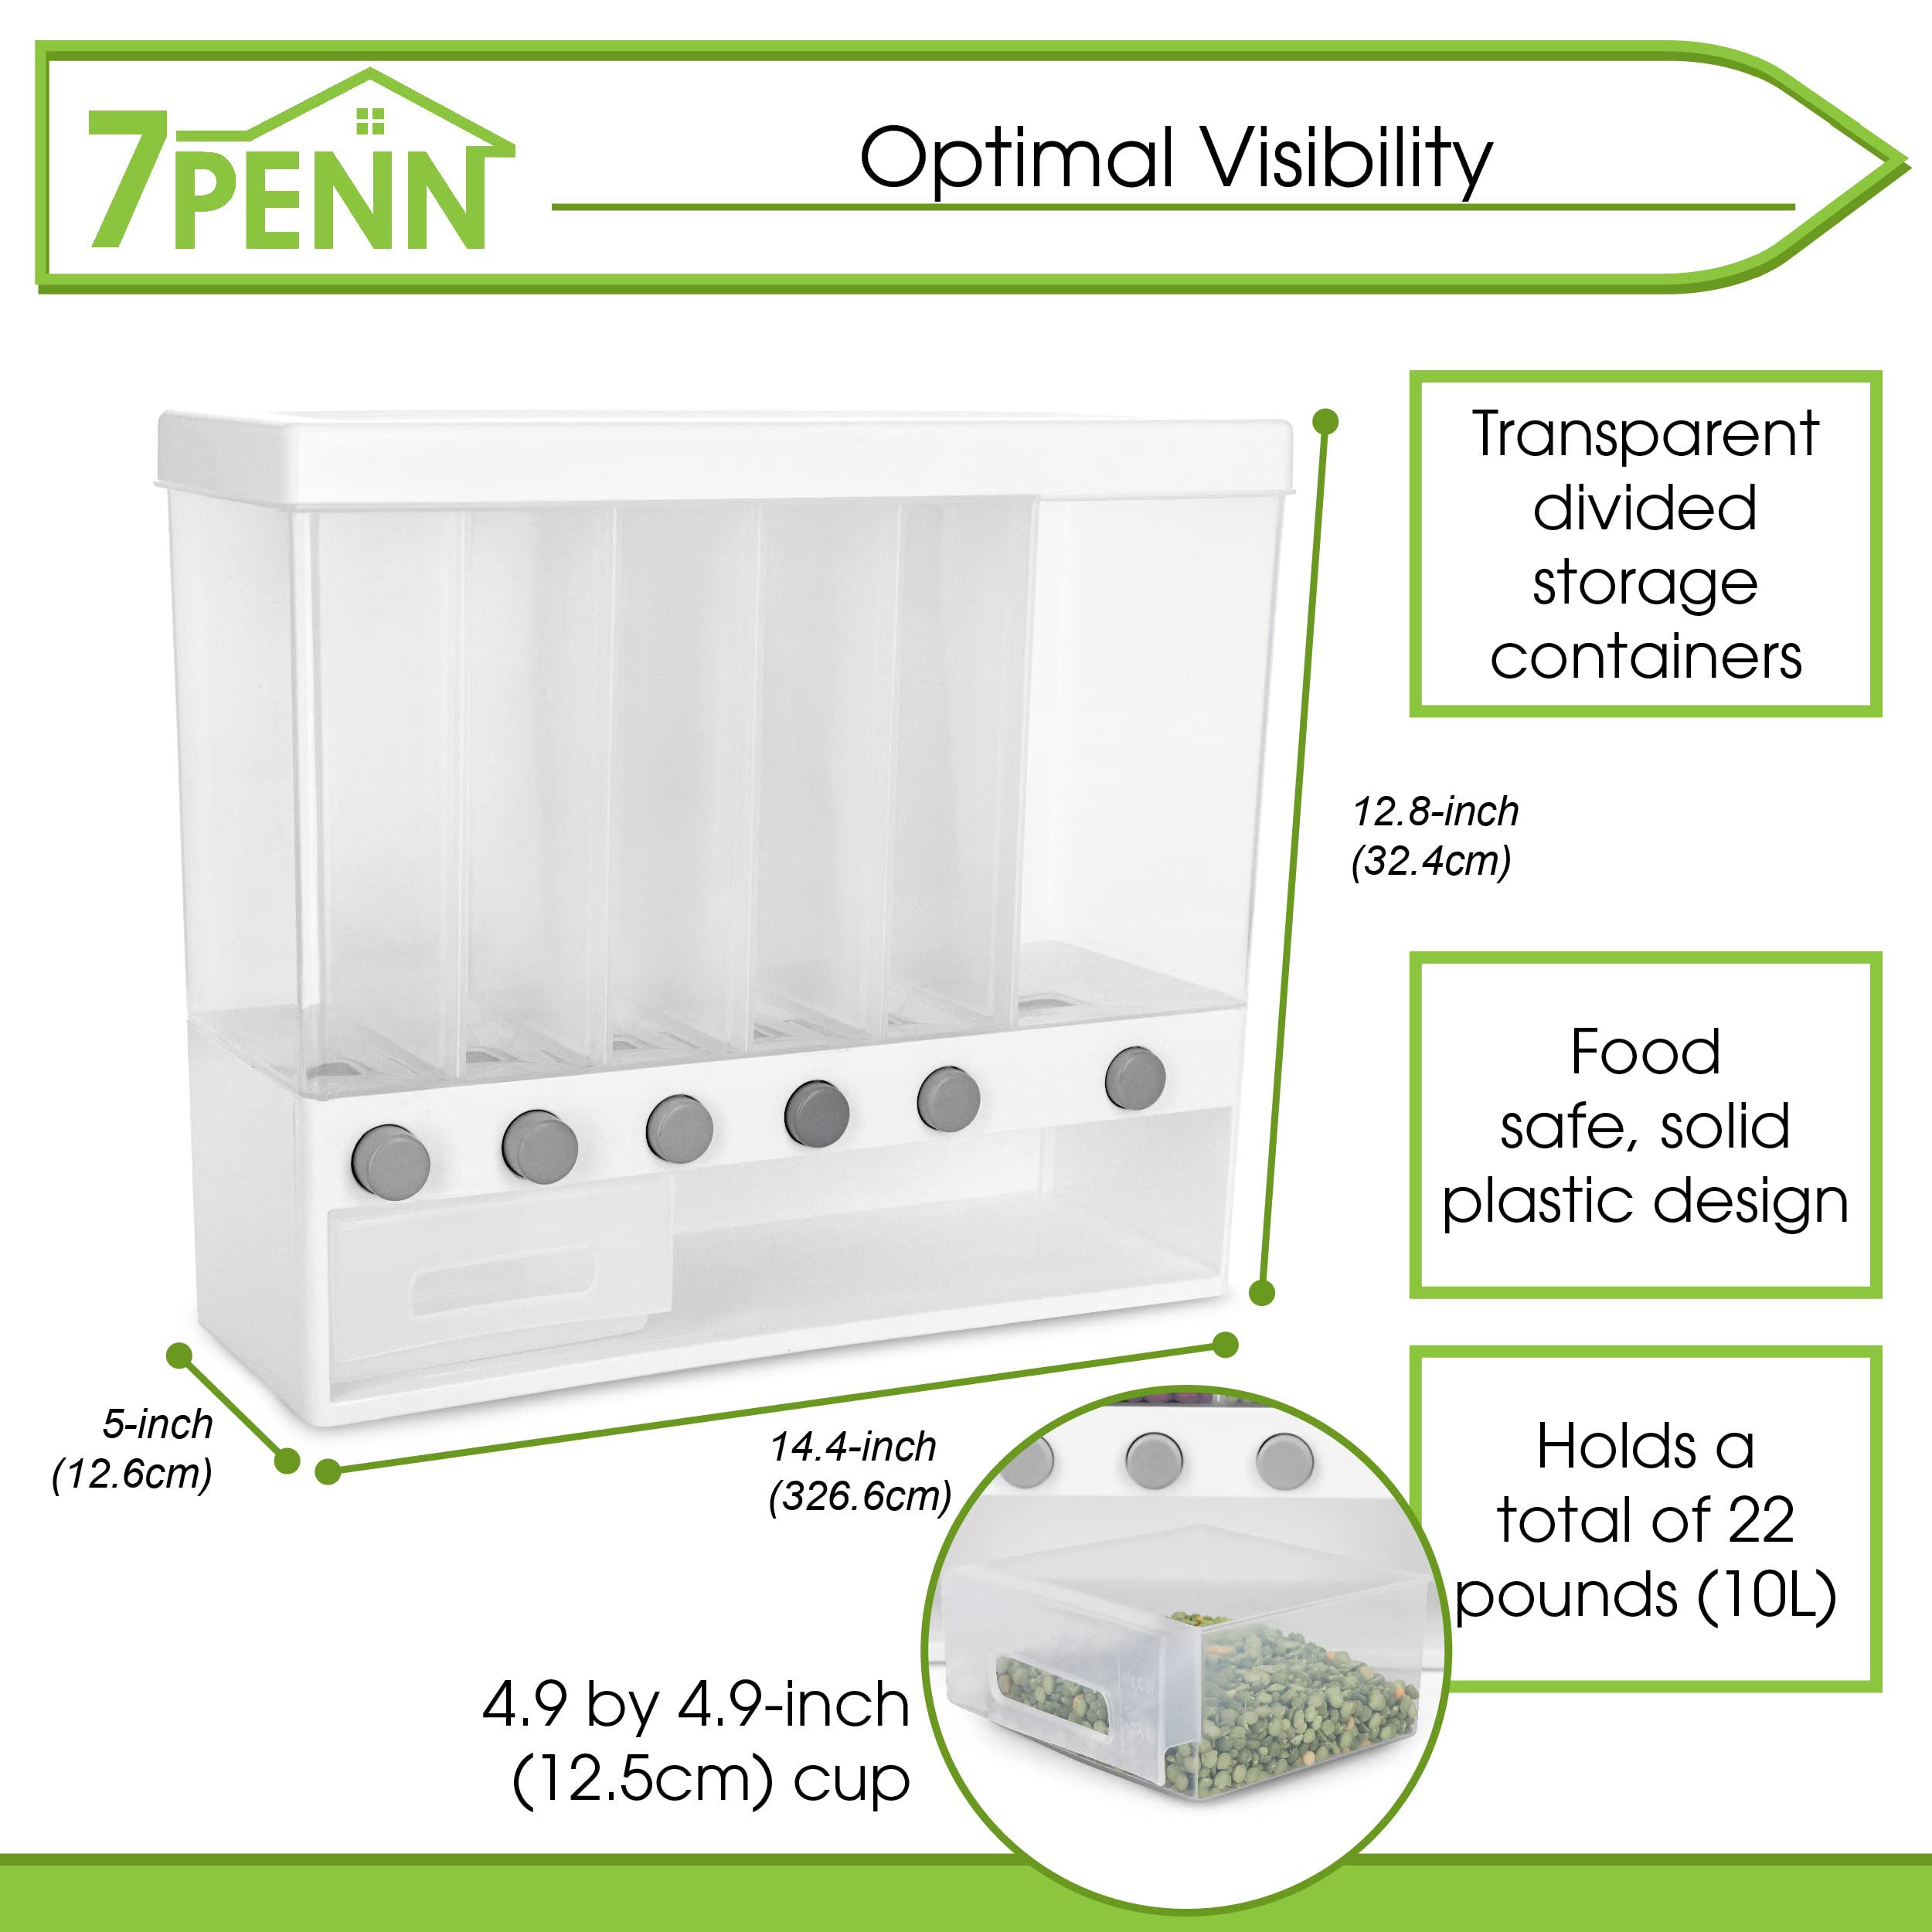 7PENN
Optimal Visibility
Transparent
divided
storage
containers
12.8-inch
(32.4cm)
Food
safe, solid
plastic design
5-inch
(12.6cm)
14.4-inch
(326.6cm)
Holds a
total of 22
pounds (10L)
4.9 by 4.9-inch
(12.5cm) cup